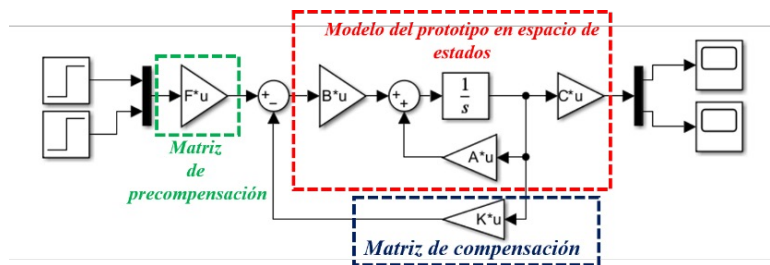 Modelo del prototipo en espacio de
estados
F*u
+
−
B*u
+
+
1
s
C*u
A*u
Matriz
de
precompensación
K*u
Matriz de compensación